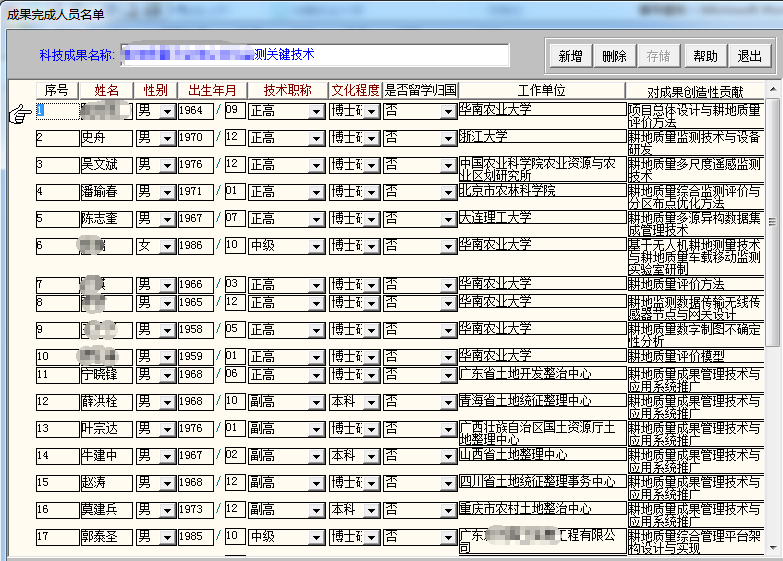 成果完成人员名单
科技成果名称: 测关键技术
新增 删除 存储 帮助 退出
序号 姓名 性别 出生年月 技术职称 文化程度 是否留学归国 工作单位 对成果创造性贡献
1 男 1964 / 09 正高 博士研 否 华南农业大学 项目总体设计与耕地质量
评价方法
2 史舟 男 1970 / 12 正高 博士研 否 浙江大学 耕地质量监测技术与设备
研发
3 吴文斌 男 1976 / 12 正高 博士研 否 中国农业科学院农业资源与农 耕地质量多尺度遥感监测
业区划研究所 技术
4 潘瑜春 男 1971 / 01 正高 博士研 否 北京市农林科学院 耕地质量综合监测评价与
分区布点优化方法
5 陈志奎 男 1967 / 07 正高 博士研 否 大连理工大学 耕地质量多源异构数据集
成管理技术
6 女 1986 / 10 中级 博士研 否 华南农业大学 基于无人机耕地测量技术
与耕地质量车载移动监测
实验室研制
7 男 1966 / 03 正高 博士研 否 华南农业大学 耕地质量评价方法
8 男 1965 / 12 正高 博士研 否 华南农业大学 耕地监测数据传输无线传
感器节点与网关设计
9 男 1958 / 05 正高 博士研 否 华南农业大学 耕地质量数字制图不确定
性分析
10 男 1959 / 01 正高 博士研 否 华南农业大学 耕地质量评价模型
11 宁晓锋 男 1968 / 06 正高 博士研 否 广东省土地开发整治中心 耕地质量成果管理技术与
应用系统推广
12 薛洪栓 男 1968 / 10 副高 本科 否 青海省土地统征整理中心 耕地质量成果管理技术与
应用系统推广
13 叶宗达 男 1976 / 01 副高 博士研 否 广西壮族自治区国土资源厅土 耕地质量成果管理技术与
地整理中心 应用系统推广
14 牛建中 男 1967 / 02 副高 本科 否 山西省土地整理中心 耕地质量成果管理技术与
应用系统推广
15 赵涛 男 1968 / 12 副高 博士研 否 四川省土地统征整理事务中心 耕地质量成果管理技术与
应用系统推广
16 莫建兵 男 1973 / 12 副高 本科 否 重庆市农村土地整治中心 耕地质量成果管理技术与
应用系统推广
17 郭泰圣 男 1985 / 10 中级 博士研 否 广东 工程有限公 耕地质量综合管理平台架
司 构设计与实现